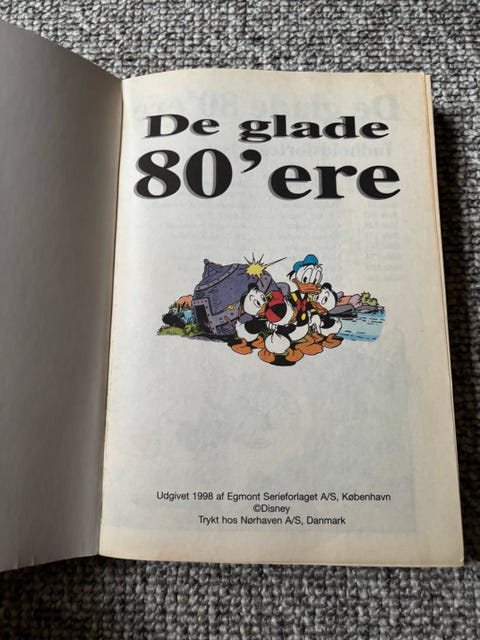 De glade
80'ere
Udgivet 1998 af Egmont Serieforlaget A/S, København
©Disney
Trykt hos Nørhaven A/S, Danmark